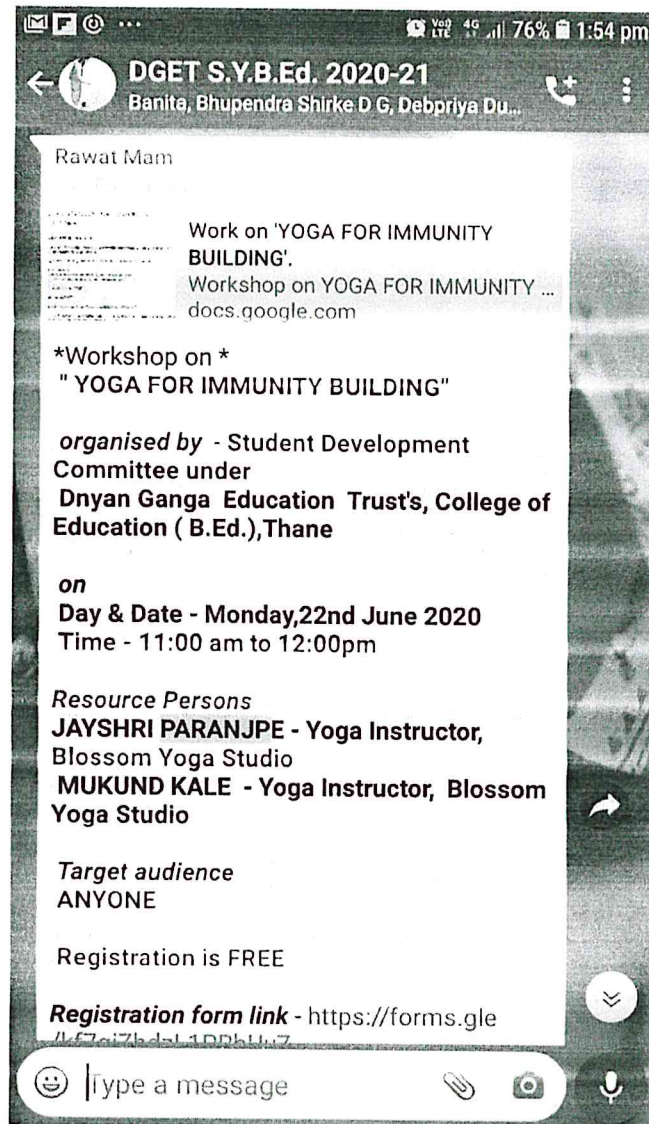 VoD LTE 4G 76% 1:54 pm
DGET S.Y.B.Ed. 2020-21
Banita, Bhupendra Shirke D G, Debpriya Du...
Rawat Mam
Work on 'YOGA FOR IMMUNITY
BUILDING'.
Workshop on YOGA FOR IMMUNITY ...
docs.google.com
*Workshop on *
" YOGA FOR IMMUNITY BUILDING"
organised by - Student Development
Committee under
Dnyan Ganga Education Trust's, College of
Education ( B.Ed.),Thane
on
Day & Date - Monday,22nd June 2020
Time - 11:00 am to 12:00pm
Resource Persons
JAYSHRI PARANJPE - Yoga Instructor,
Blossom Yoga Studio
MUKUND KALE - Yoga Instructor, Blossom
Yoga Studio
Target audience
ANYONE
Registration is FREE
Registration form link - https://forms.gle
Type a message